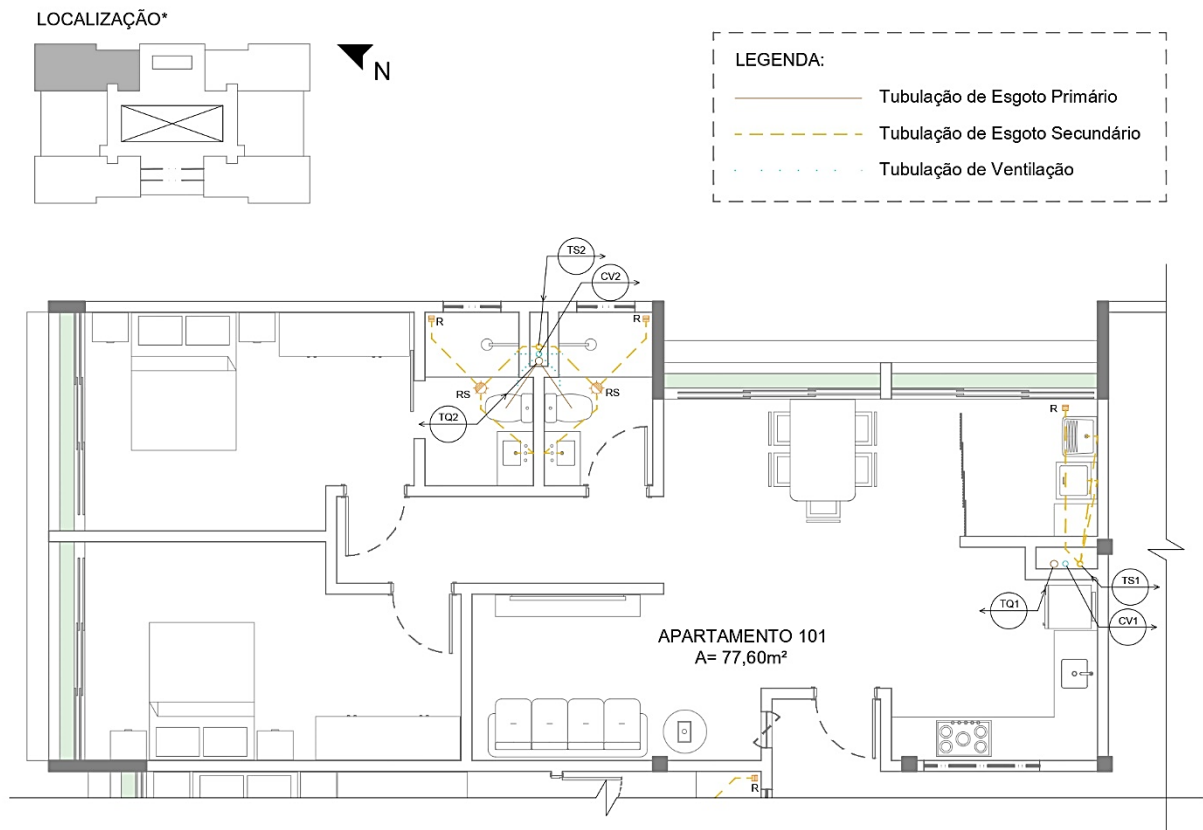 LOCALIZAÇÃO*
N
LEGENDA:
Tubulação de Esgoto Primário
Tubulação de Esgoto Secundário
Tubulação de Ventilação
TS2
CV2
R
R
RS
RS
TQ2
R
TS1
TQ1
CV1
APARTAMENTO 101
A= 77,60m²
R